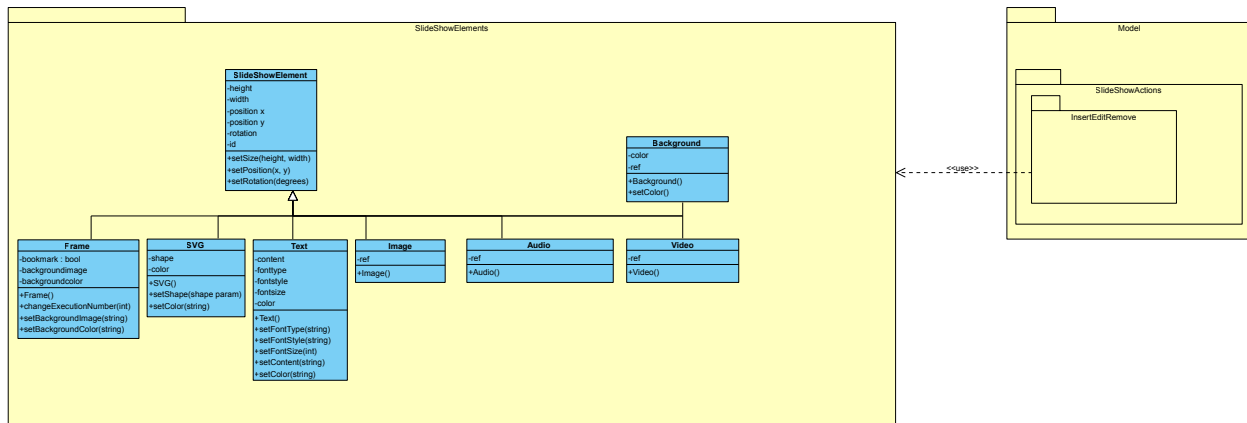 SlideShowElements
SlideShowElement
-height
-width
-position x
-position y
-rotation
-id
+setSize(height, width)
+setPosition(x, y)
+setRotation(degrees)
Background
-color
-ref
+Background()
+setColor()
Frame
-bookmark : bool
-backgroundimage
-backgroundcolor
+Frame()
+changeExecutionNumber(int)
+setBackgroundImage(string)
+setBackgroundColor(string)
SVG
-shape
-color
+SVG()
+setShape(shape param)
+setColor(string)
Text
-content
-fonttype
-fontstyle
-fontsize
-color
+Text()
+setFontType(string)
+setFontStyle(string)
+setFontSize(int)
+setContent(string)
+setColor(string)
Image
-ref
+Image()
Audio
-ref
+Audio()
Video
-ref
+Video()
<<use>>
Model
SlideShowActions
InsertEditRemove